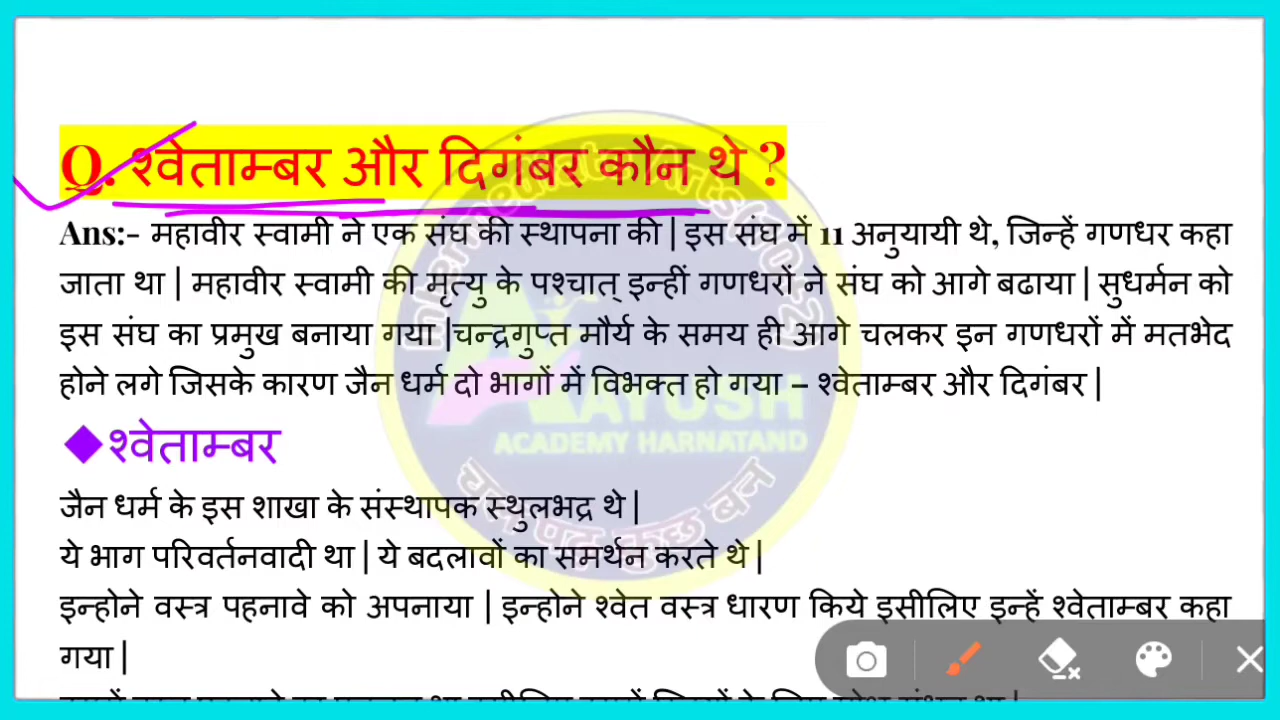 Q. श्वेताम्बर और दिगंबर कौन थे ?
Ans:- महावीर स्वामी ने एक संघ की स्थापना की | इस संघ में 11 अनुयायी थे, जिन्हें गणधर कहा
जाता था | महावीर स्वामी की मृत्यु के पश्चात् इन्हीं गणधरों ने संघ को आगे बढाया | सुधर्मन को
इस संघ का प्रमुख बनाया गया |चन्द्रगुप्त मौर्य के समय ही आगे चलकर इन गणधरों में मतभेद
होने लगे जिसके कारण जैन धर्म दो भागों में विभक्त हो गया – श्वेताम्बर और दिगंबर |
AYUSH
ACADEMY HARNATAND
चल पढ़ कुछ बन
◆श्वेताम्बर
जैन धर्म के इस शाखा के संस्थापक स्थुलभद्र थे |
ये भाग परिवर्तनवादी था | ये बदलावों का समर्थन करते थे |
इन्होने वस्त्र पहनावे को अपनाया | इन्होने श्वेत वस्त्र धारण किये इसीलिए इन्हें श्वेताम्बर कहा
गया |